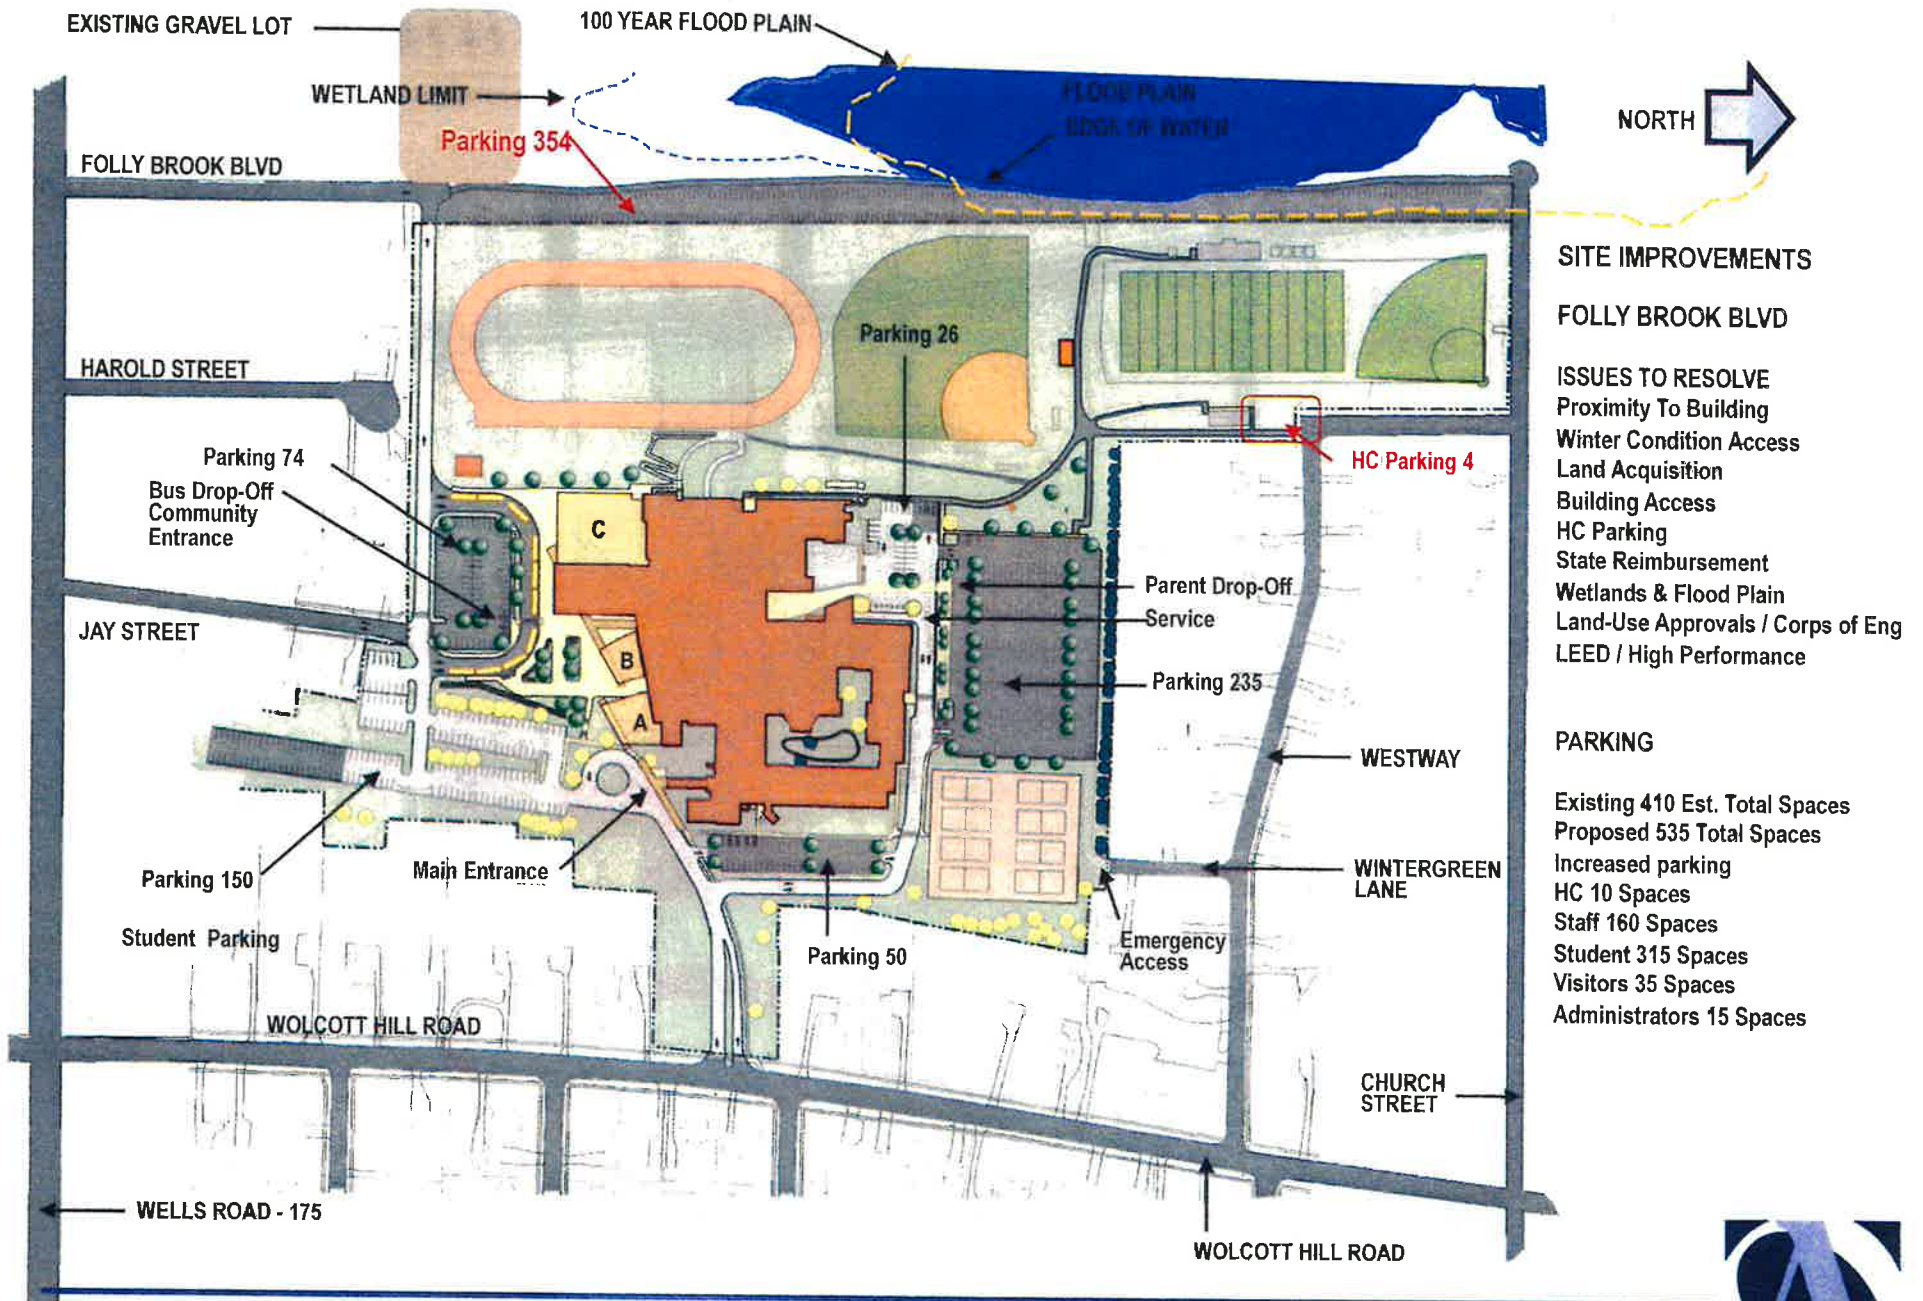 EXISTING GRAVEL LOT
100 YEAR FLOOD PLAIN
WETLAND LIMIT
FLOOD PLAIN
EDGE OF WATER
NORTH
Parking 354
FOLLY BROOK BLVD
SITE IMPROVEMENTS
FOLLY BROOK BLVD
ISSUES TO RESOLVE
Proximity To Building
Winter Condition Access
Land Acquisition
Building Access
HC Parking
State Reimbursement
Wetlands & Flood Plain
Land-Use Approvals / Corps of Eng
LEED / High Performance
PARKING
Existing 410 Est. Total Spaces
Proposed 535 Total Spaces
Increased parking
HC 10 Spaces
Staff 160 Spaces
Student 315 Spaces
Visitors 35 Spaces
Administrators 15 Spaces
Parking 26
HAROLD STREET
HC Parking 4
Parking 74
Bus Drop-Off
Community
Entrance
C
Parent Drop-Off
Service
JAY STREET
B
Parking 235
A
WESTWAY
Parking 150
Main Entrance
WINTERGREEN
LANE
Student Parking
Parking 50
Emergency
Access
WOLCOTT HILL ROAD
CHURCH
STREET
WELLS ROAD - 175
WOLCOTT HILL ROAD